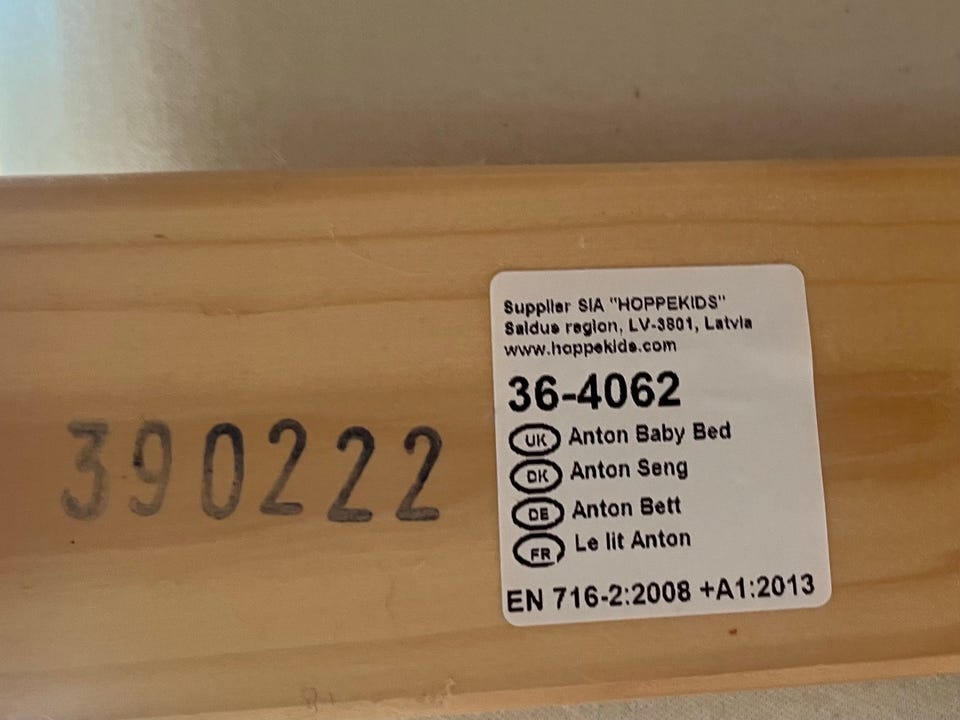 390222
Supplier SIA "HOPPEKIDS"
Saldus region, LV-3801, Latvia
www.hoppekids.com
36-4062
UK Anton Baby Bed
DK Anton Seng
DE Anton Bett
FR Le lit Anton
EN 716-2:2008 +A1:2013